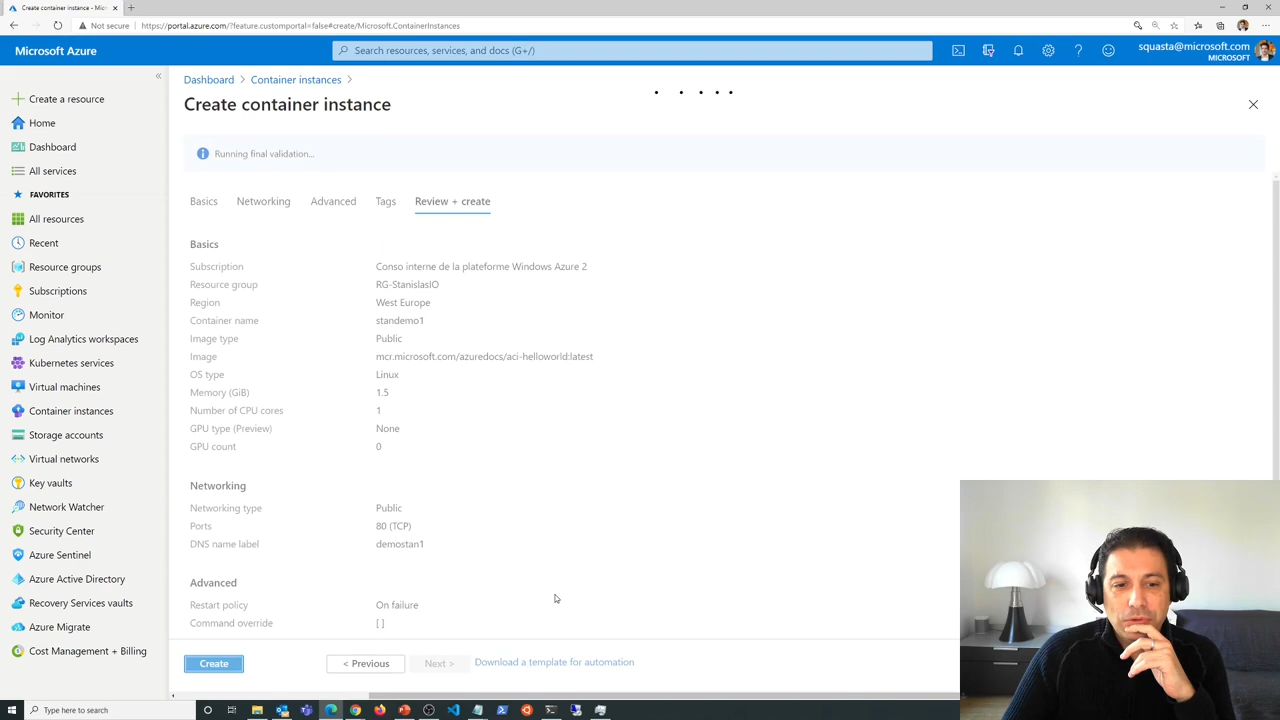 Create container instance - Micr
Not secure
https://portal.azure.com/?feature.customportal=false#create/Microsoft.ContainerInstances
Microsoft Azure
Search resources, services, and docs (G+/)
squasta@microsoft.com
MICROSOFT
Dashboard > Container instances >
Create container instance
Running final validation...
Basics
Networking
Advanced
Tags
Review + create
Create a resource
Home
Dashboard
All services
FAVORITES
All resources
Recent
Resource groups
Subscriptions
Monitor
Log Analytics workspaces
Kubernetes services
Virtual machines
Container instances
Storage accounts
Virtual networks
Key vaults
Network Watcher
Security Center
Azure Sentinel
Azure Active Directory
Recovery Services vaults
Azure Migrate
Cost Management + Billing
Basics
Subscription Conso interne de la plateforme Windows Azure 2
Resource group RG-StanislasIO
Region West Europe
Container name standemo1
Image type Public
Image mcr.microsoft.com/azuredocs/aci-helloworld:latest
OS type Linux
Memory (GiB) 1.5
Number of CPU cores 1
GPU type (Preview) None
GPU count 0
Networking
Networking type Public
Ports 80 (TCP)
DNS name label demostan1
Advanced
Restart policy On failure
Command override [ ]
Create
< Previous
Next >
Download a template for automation
Type here to search